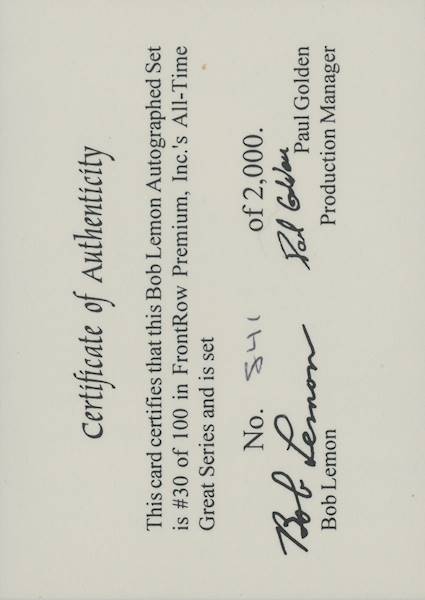 Certificate of Authenticity
This card certifies that this Bob Lemon Autographed Set
is #30 of 100 in FrontRow Premium, Inc.'s All-Time
Great Series and is set
No. 841 of 2,000.
Bob Lemon Paul Golden
Bob Lemon Paul Golden
Production Manager